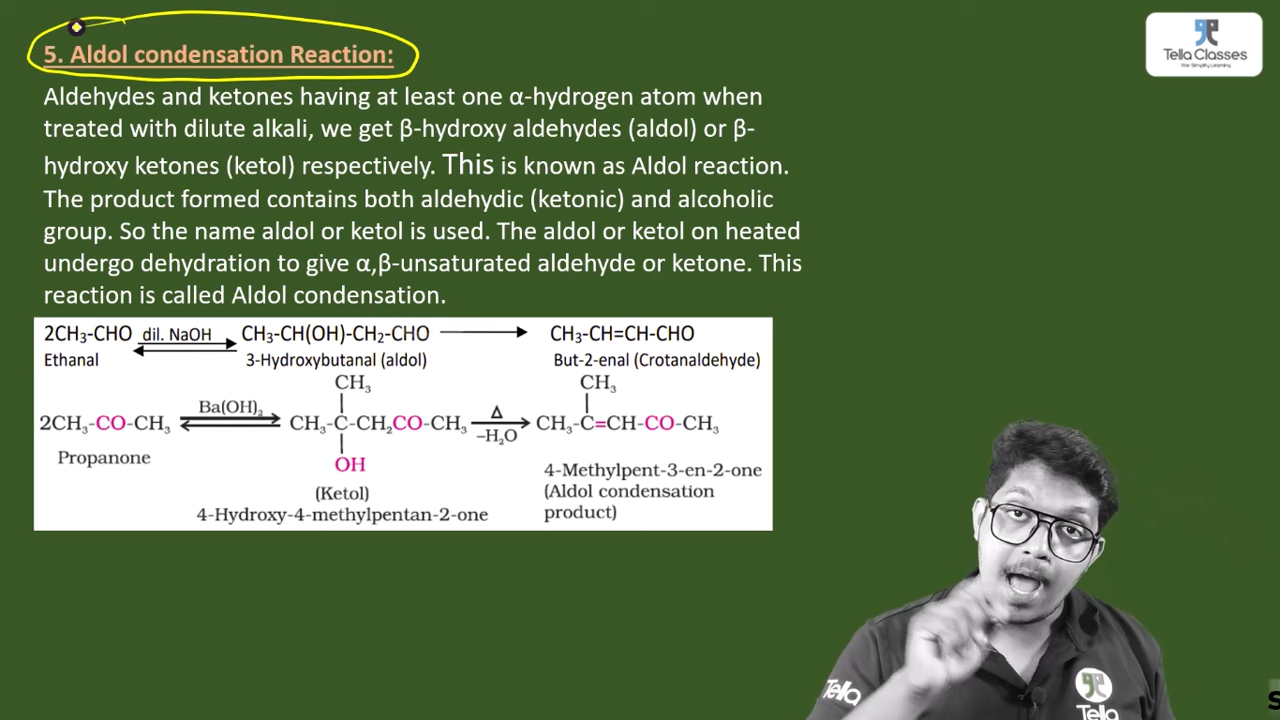 5. Aldol condensation Reaction:
Tella Classes
We Simplify Learning
Aldehydes and ketones having at least one α-hydrogen atom when
treated with dilute alkali, we get β-hydroxy aldehydes (aldol) or β-
hydroxy ketones (ketol) respectively. This is known as Aldol reaction.
The product formed contains both aldehydic (ketonic) and alcoholic
group. So the name aldol or ketol is used. The aldol or ketol on heated
undergo dehydration to give α,β-unsaturated aldehyde or ketone. This
reaction is called Aldol condensation.
2CH₃-CHO dil. NaOH CH₃-CH(OH)-CH₂-CHO CH₃-CH=CH-CHO
Ethanal 3-Hydroxybutanal (aldol) But-2-enal (Crotanaldehyde)
CH₃ CH₃
2CH₃-CO-CH₃ Ba(OH)₂ CH₃-C-CH₂CO-CH₃ Δ −H₂O CH₃-C=CH-CO-CH₃
Propanone OH
(Ketol)
4-Hydroxy-4-methylpentan-2-one
4-Methylpent-3-en-2-one
(Aldol condensation
product)
Tella
Tella
S